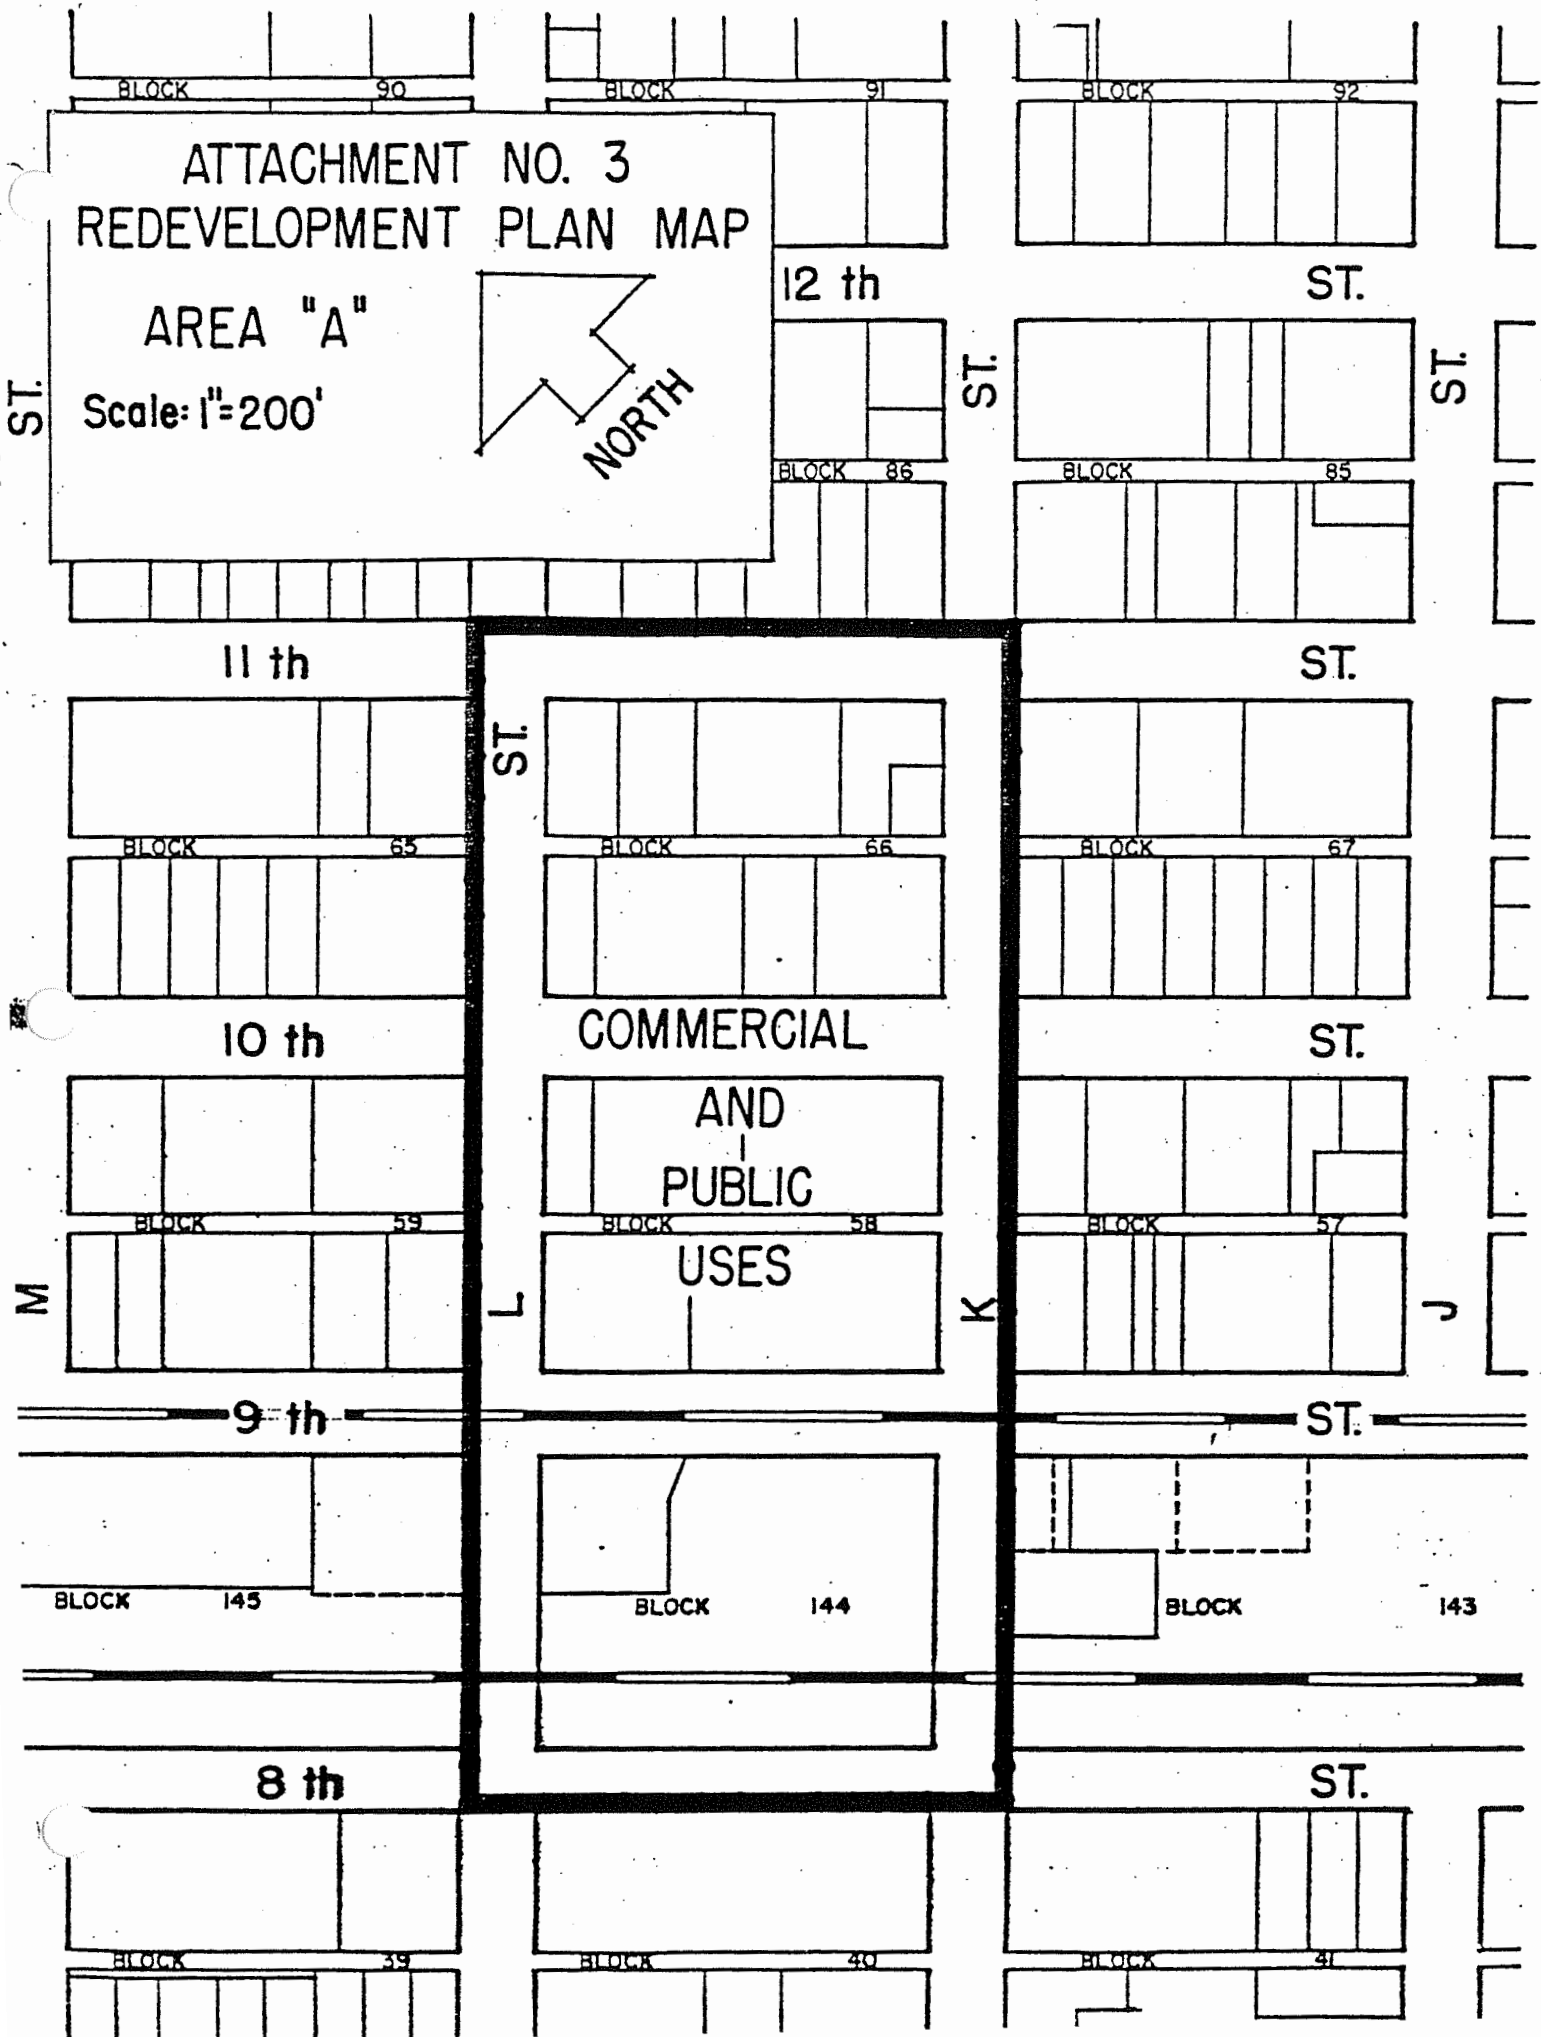 BLOCK 90 BLOCK 91 BLOCK 92
ATTACHMENT NO. 3
REDEVELOPMENT PLAN MAP
AREA "A"
Scale: 1"=200'
NORTH
12 th ST.
ST. ST. ST.
BLOCK 86 BLOCK 85
11 th ST.
ST.
BLOCK 65 BLOCK 66 BLOCK 67
COMMERCIAL
10 th ST.
AND
PUBLIC
BLOCK 59 BLOCK 58 BLOCK 57
USES
M L K J
9 th ST.
BLOCK 145 BLOCK 144 BLOCK 143
8 th ST.
BLOCK 39 BLOCK 40 BLOCK 41